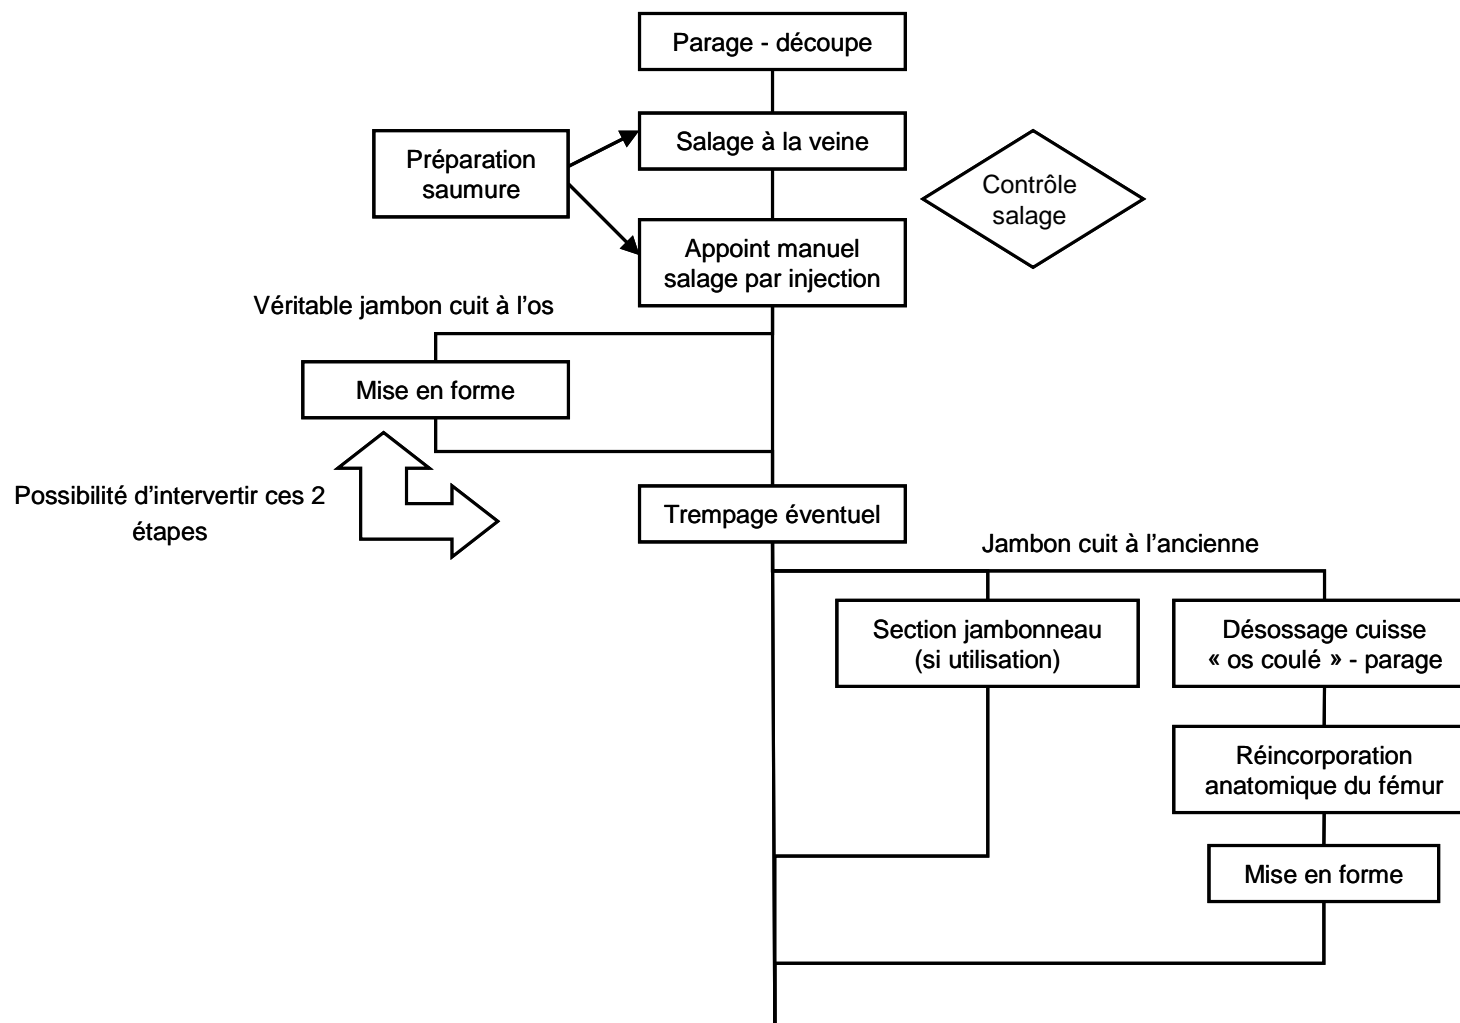 Parage - découpe
Salage à la veine
Préparation
saumure
Contrôle
salage
Appoint manuel
salage par injection
Véritable jambon cuit à l'os
Mise en forme
Possibilité d'intervertir ces 2
étapes
Trempage éventuel
Jambon cuit à l'ancienne
Section jambonneau
(si utilisation)
Désossage cuisse
« os coulé » - parage
Réincorporation
anatomique du fémur
Mise en forme